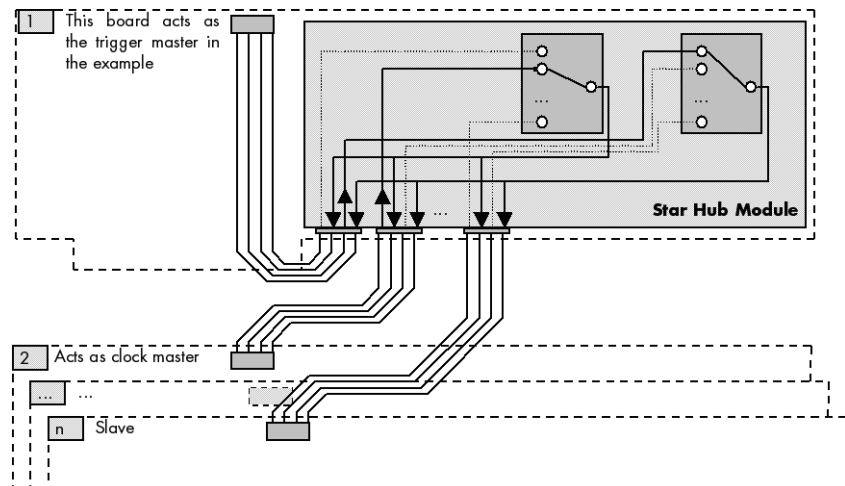 1
This board acts as
the trigger master in
the example
...
...
...
Star Hub Module
2 Acts as clock master
... ...
n Slave